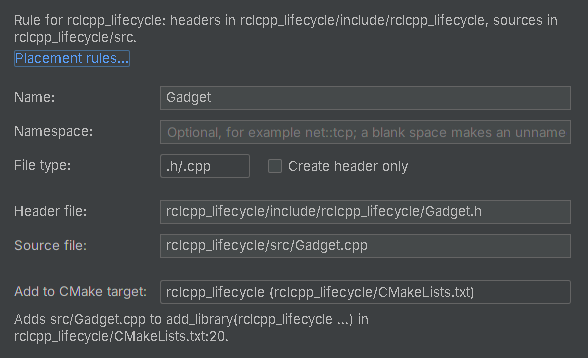 Rule for rclcpp_lifecycle: headers in rclcpp_lifecycle/include/rclcpp_lifecycle, sources in
rclcpp_lifecycle/src.
Placement rules...
Name: Gadget
Namespace: Optional, for example net::tcp; a blank space makes an unname
File type: .h/.cpp Create header only
Header file: rclcpp_lifecycle/include/rclcpp_lifecycle/Gadget.h
Source file: rclcpp_lifecycle/src/Gadget.cpp
Add to CMake target: rclcpp_lifecycle (rclcpp_lifecycle/CMakeLists.txt)
Adds src/Gadget.cpp to add_library(rclcpp_lifecycle ...) in
rclcpp_lifecycle/CMakeLists.txt:20.